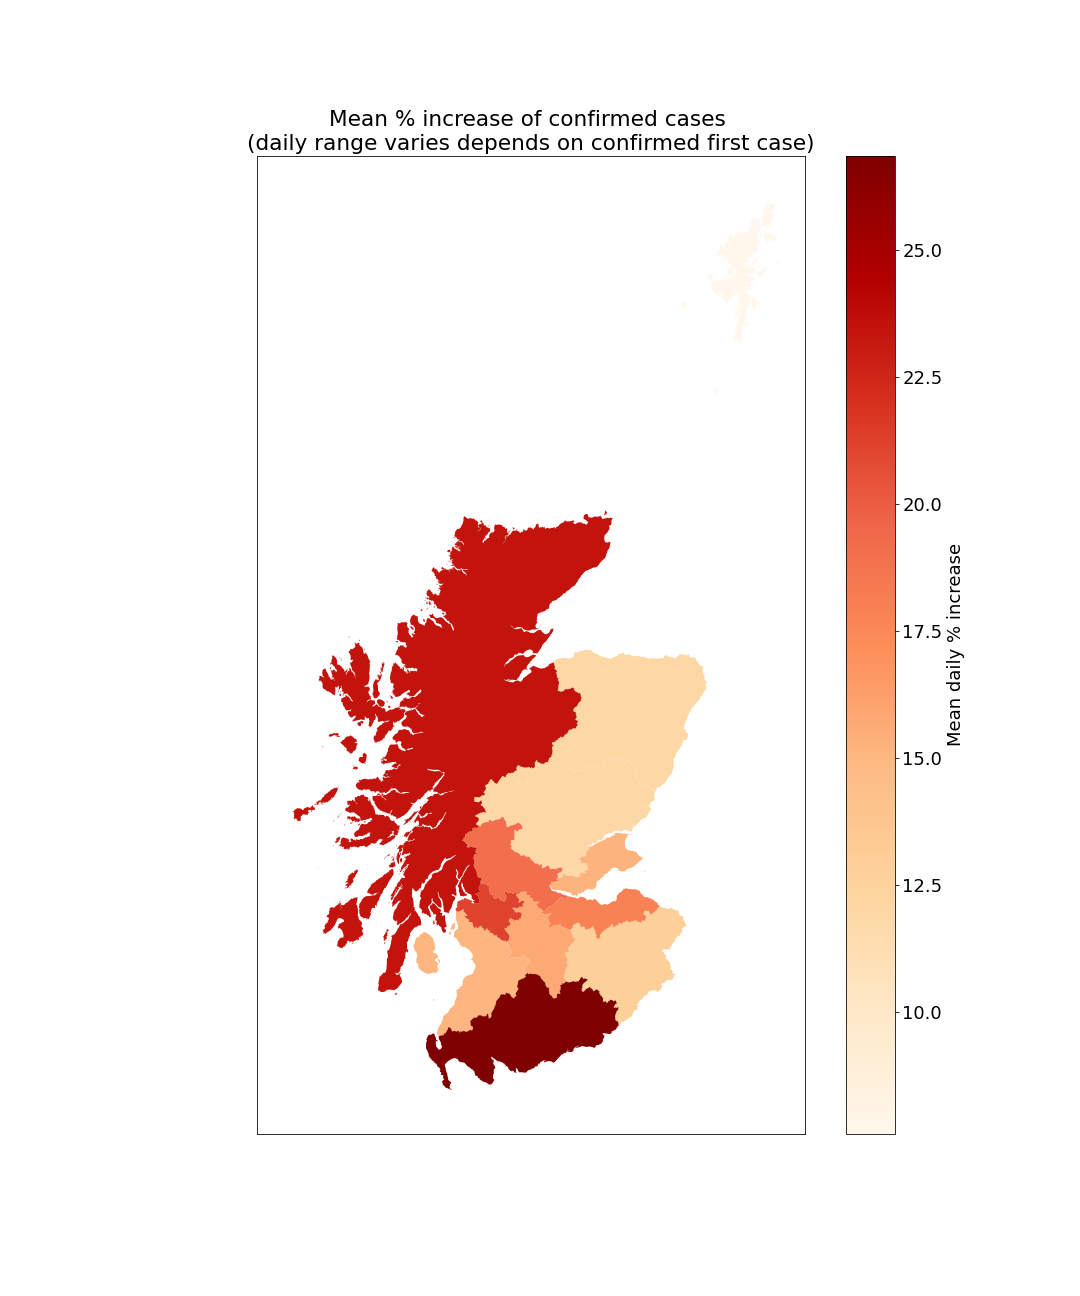 Mean % increase of confirmed cases
(daily range varies depends on confirmed first case)
25.0
22.5
20.0
17.5
15.0
12.5
10.0
Mean daily % increase